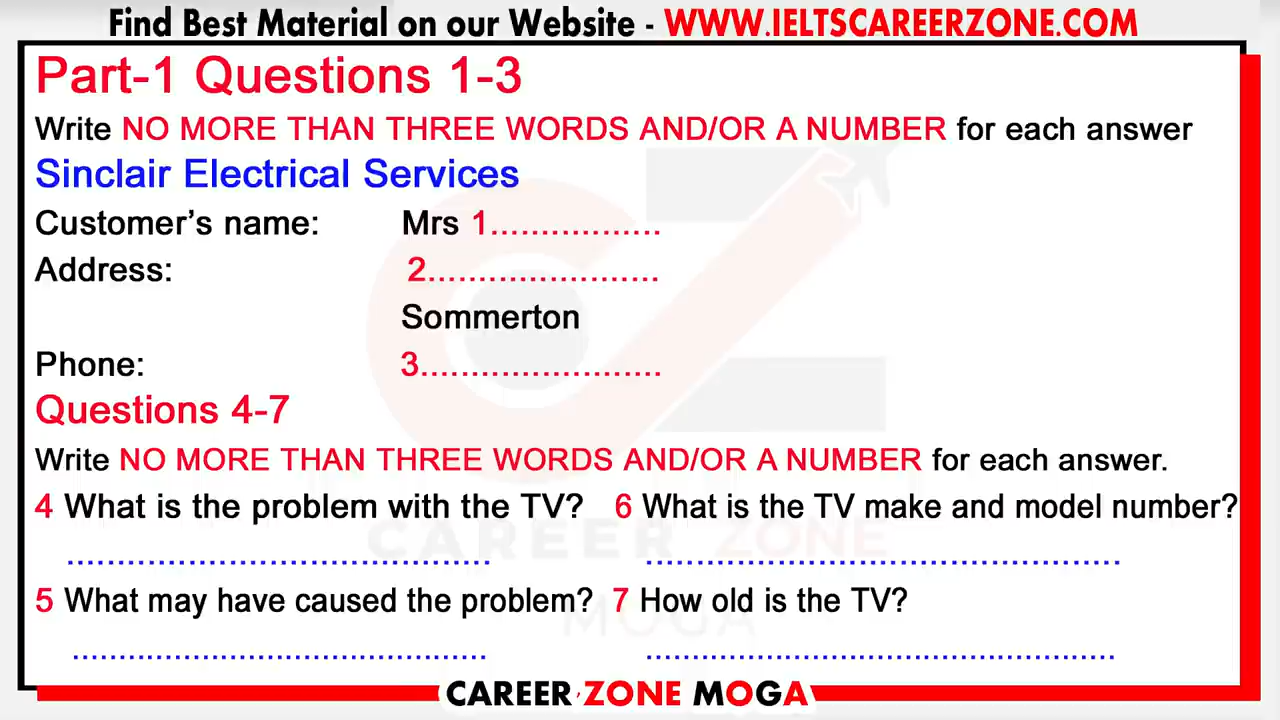 Find Best Material on our Website - WWW.IELTSCAREERZONE.COM
Part-1 Questions 1-3
Write NO MORE THAN THREE WORDS AND/OR A NUMBER for each answer
Sinclair Electrical Services
Customer's name: Mrs 1.................
Address: 2.......................
Sommerton
Phone: 3........................
Questions 4-7
Write NO MORE THAN THREE WORDS AND/OR A NUMBER for each answer.
4 What is the problem with the TV? 6 What is the TV make and model number?
.......................................... ...............................................
5 What may have caused the problem? 7 How old is the TV?
......................................... ..............................................
CAREER ZONE
MOGA
CAREER ZONE MOGA